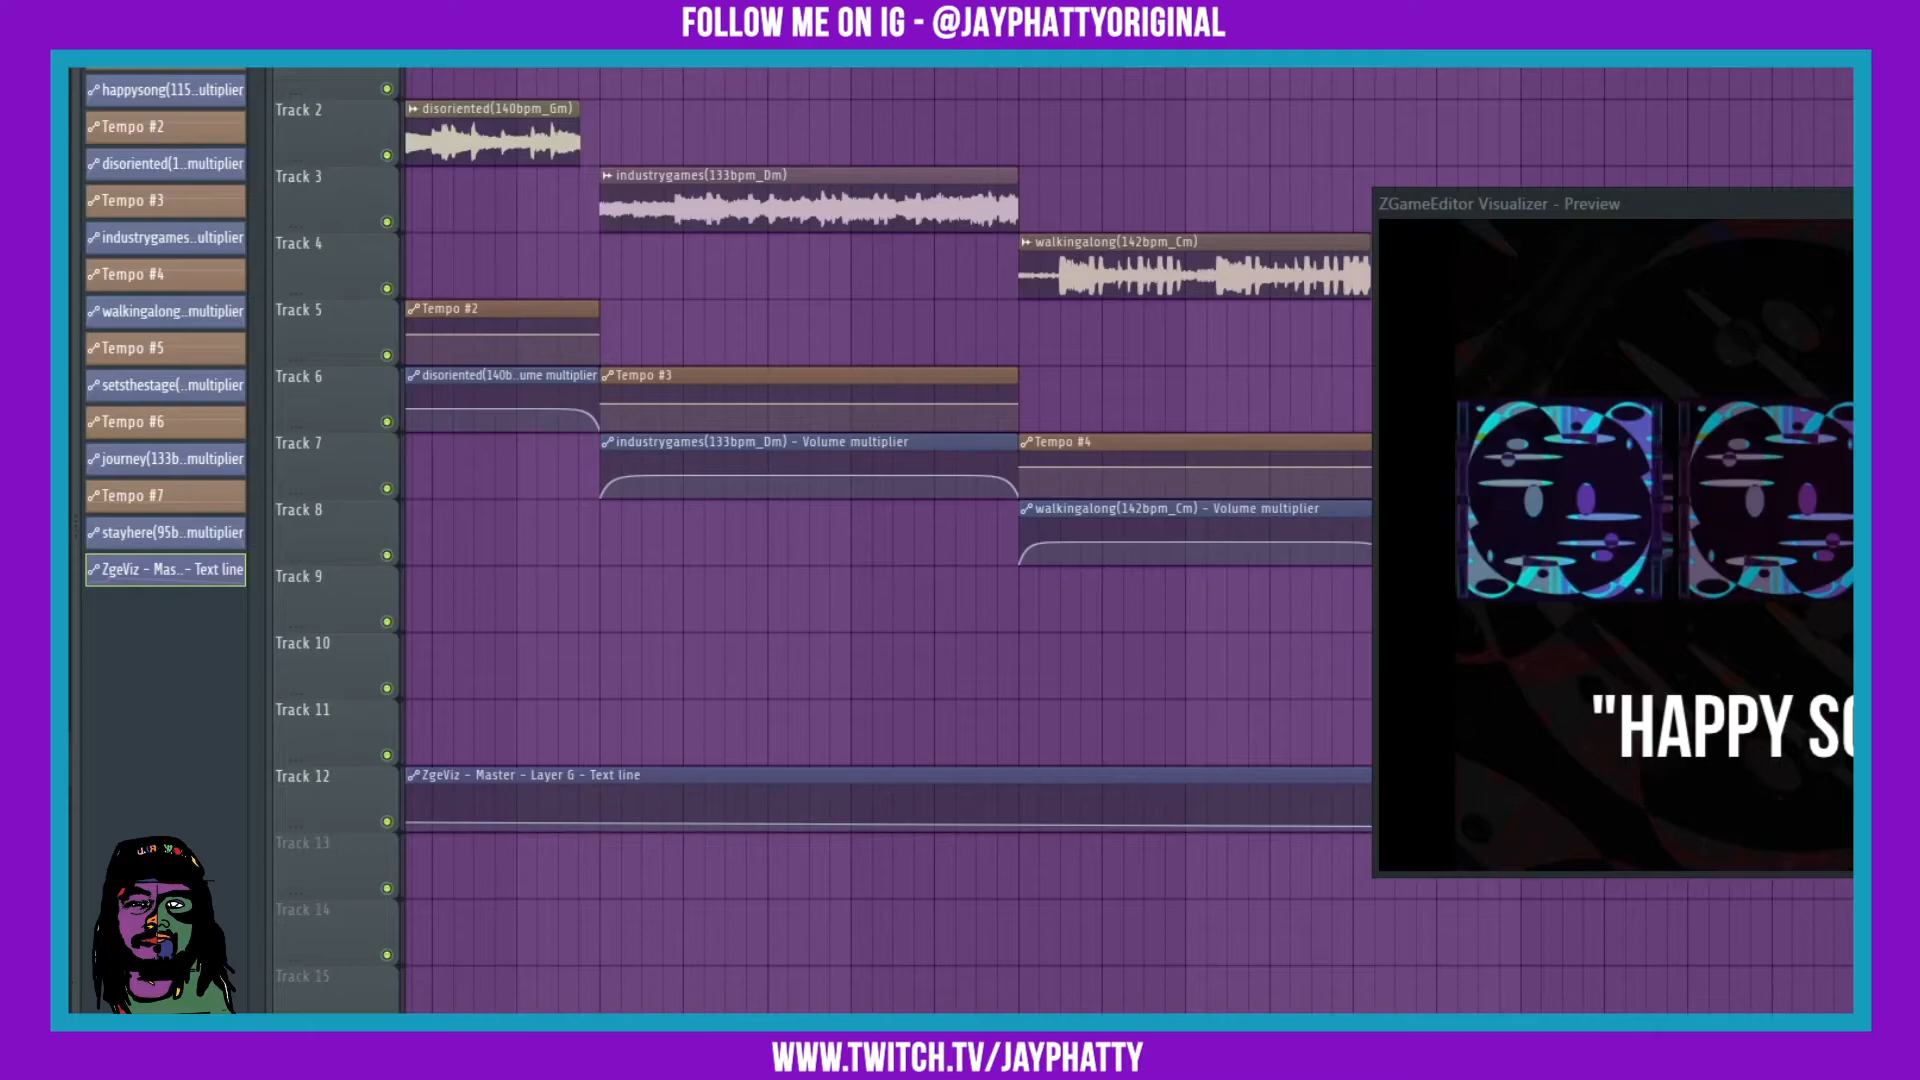 FOLLOW ME ON IG - @JAYPHATTYORIGINAL
happysong(115..ultiplier
Tempo #2
disoriented(1..multiplier
Tempo #3
industrygames..ultiplier
Tempo #4
walkingalong..multiplier
Tempo #5
setsthestage(..multiplier
Tempo #6
journey(133b..multiplier
Tempo #7
stayhere(95b..multiplier
ZgeViz - Mas..- Text line
Track 2
disoriented(140bpm_Gm)
Track 3
industrygames(133bpm_Dm)
Track 4
walkingalong(142bpm_Cm)
Track 5
Tempo #2
Track 6
disoriented(140b..ume multiplier
Tempo #3
Track 7
industrygames(133bpm_Dm) - Volume multiplier
Tempo #4
Track 8
walkingalong(142bpm_Cm) - Volume multiplier
Track 9
Track 10
Track 11
Track 12
ZgeViz - Master - Layer G - Text line
Track 13
Track 14
Track 15
ZGameEditor Visualizer - Preview
"HAPPY SO
WWW.TWITCH.TV/JAYPHATTY